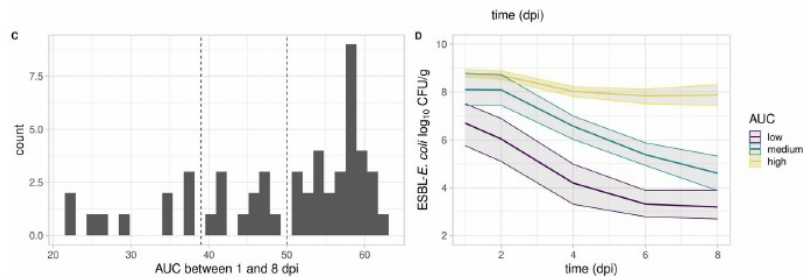 time (dpi)
C
D
count
7.5
5.0
2.5
0.0
20
30
40
50
60
AUC between 1 and 8 dpi
ESBL-E. coli log₁₀ CFU/g
10
8
6
4
2
2
4
6
8
time (dpi)
AUC
low
medium
high